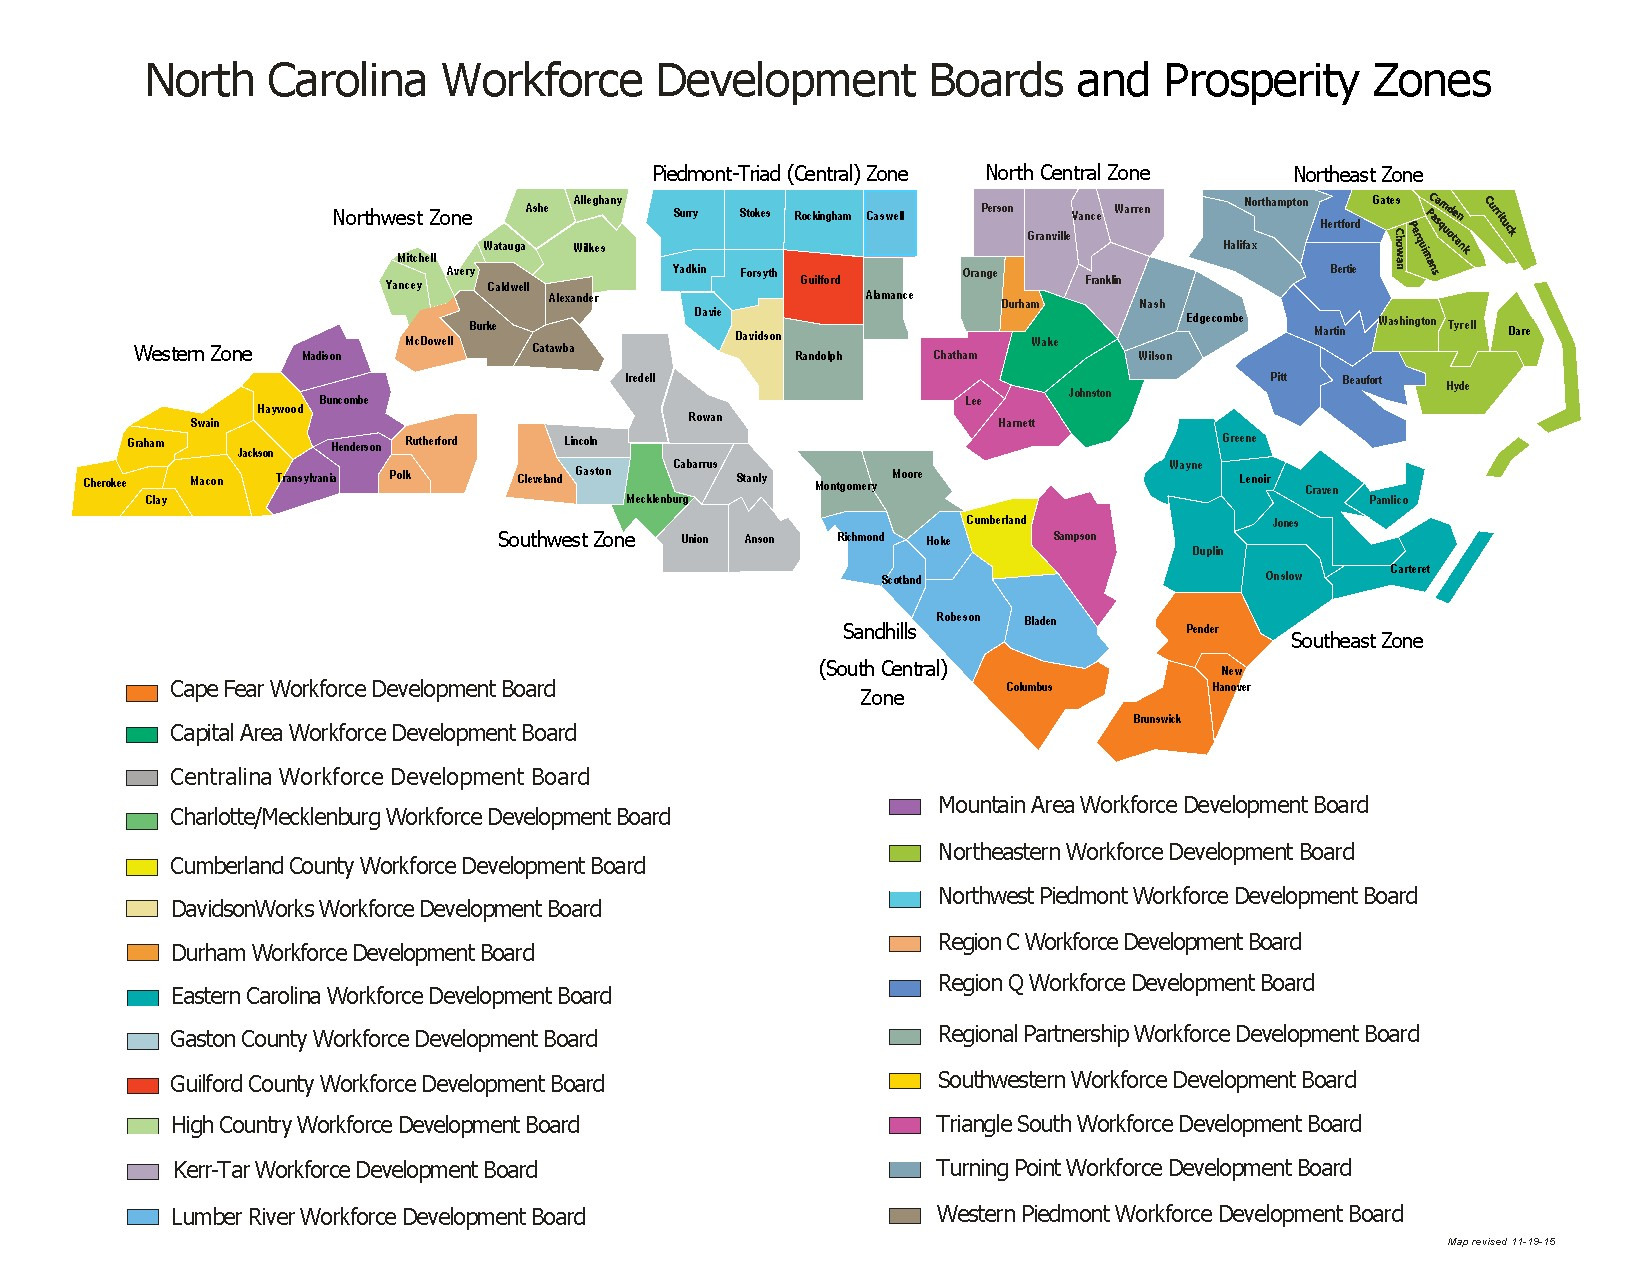 North Carolina Workforce Development Boards and Prosperity Zones
Piedmont-Triad (Central) Zone
North Central Zone
Northeast Zone
Northwest Zone
Western Zone
Southwest Zone
Sandhills
(South Central)
Zone
Southeast Zone
Ashe
Alleghany
Watauga
Wilkes
Mitchell
Avery
Yancey
Caldwell
Alexander
Burke
McDowell
Catawba
Madison
Buncombe
Haywood
Swain
Graham
Jackson
Henderson
Rutherford
Cherokee
Macon
Transylvania
Polk
Clay
Surry
Stokes
Rockingham
Caswell
Yadkin
Forsyth
Guilford
Alamance
Davie
Davidson
Randolph
Iredell
Rowan
Lincoln
Cleveland
Gaston
Cabarrus
Stanly
Mecklenburg
Union
Anson
Person
Vance
Warren
Granville
Orange
Franklin
Durham
Nash
Edgecombe
Wake
Chatham
Wilson
Johnston
Lee
Harnett
Northampton
Gates
Camden
Currituck
Hertford
Pasquotank
Perquimans
Chowan
Halifax
Bertie
Martin
Washington
Tyrell
Dare
Pitt
Beaufort
Hyde
Montgomery
Moore
Cumberland
Richmond
Hoke
Sampson
Scotland
Robeson
Bladen
Columbus
Greene
Wayne
Lenoir
Craven
Pamlico
Jones
Duplin
Onslow
Carteret
Pender
New
Hanover
Brunswick
Cape Fear Workforce Development Board
Capital Area Workforce Development Board
Centralina Workforce Development Board
Charlotte/Mecklenburg Workforce Development Board
Cumberland County Workforce Development Board
DavidsonWorks Workforce Development Board
Durham Workforce Development Board
Eastern Carolina Workforce Development Board
Gaston County Workforce Development Board
Guilford County Workforce Development Board
High Country Workforce Development Board
Kerr-Tar Workforce Development Board
Lumber River Workforce Development Board
Mountain Area Workforce Development Board
Northeastern Workforce Development Board
Northwest Piedmont Workforce Development Board
Region C Workforce Development Board
Region Q Workforce Development Board
Regional Partnership Workforce Development Board
Southwestern Workforce Development Board
Triangle South Workforce Development Board
Turning Point Workforce Development Board
Western Piedmont Workforce Development Board
Map revised 11-19-15